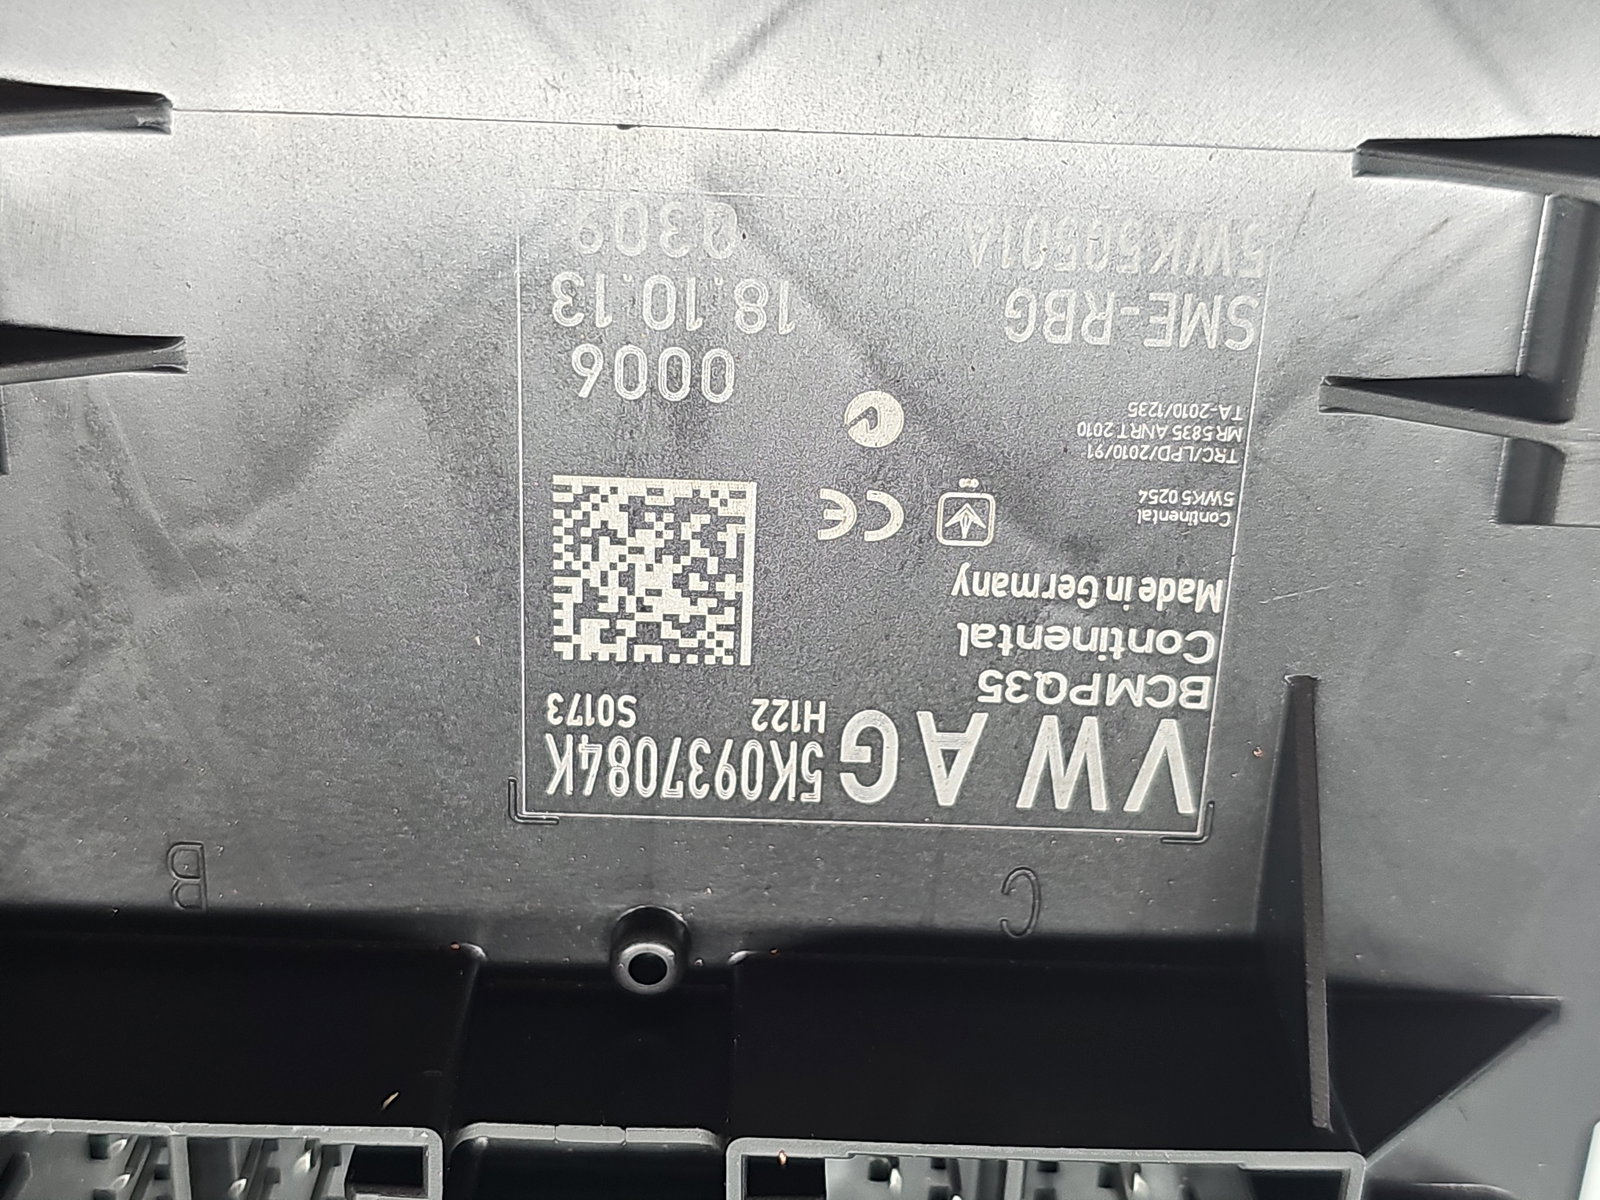 C
B
VW AG 5K0937084K
BCMPQ35 H122 S0173
Continental
Made in Germany
Continental
5WK5 0254
CE
TRC/LPD/2010/91
MR 5835 ANRT 2010
TA-2010/1235
0006
SME-RBG 18.10.13
0309